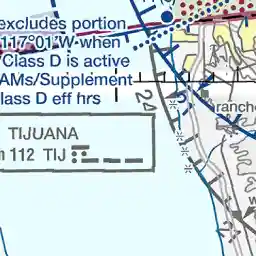 excludes portion
117°01'W when
Class D is active
AMs/Supplement
lass D eff hrs
24
ranch
TIJUANA
112 TIJ